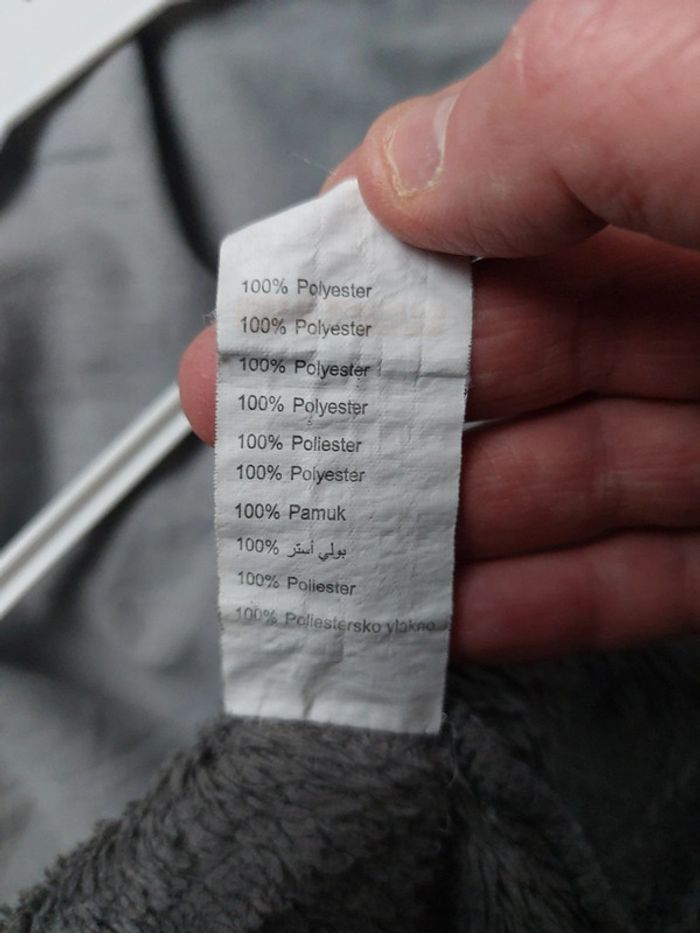 100% Polyester
100% Polyester
100% Polyester
100% Polyester
100% Poliester
100% Polyester
100% Pamuk
100% بولي أستر
100% Poliester
100% Poliestersko vlakno